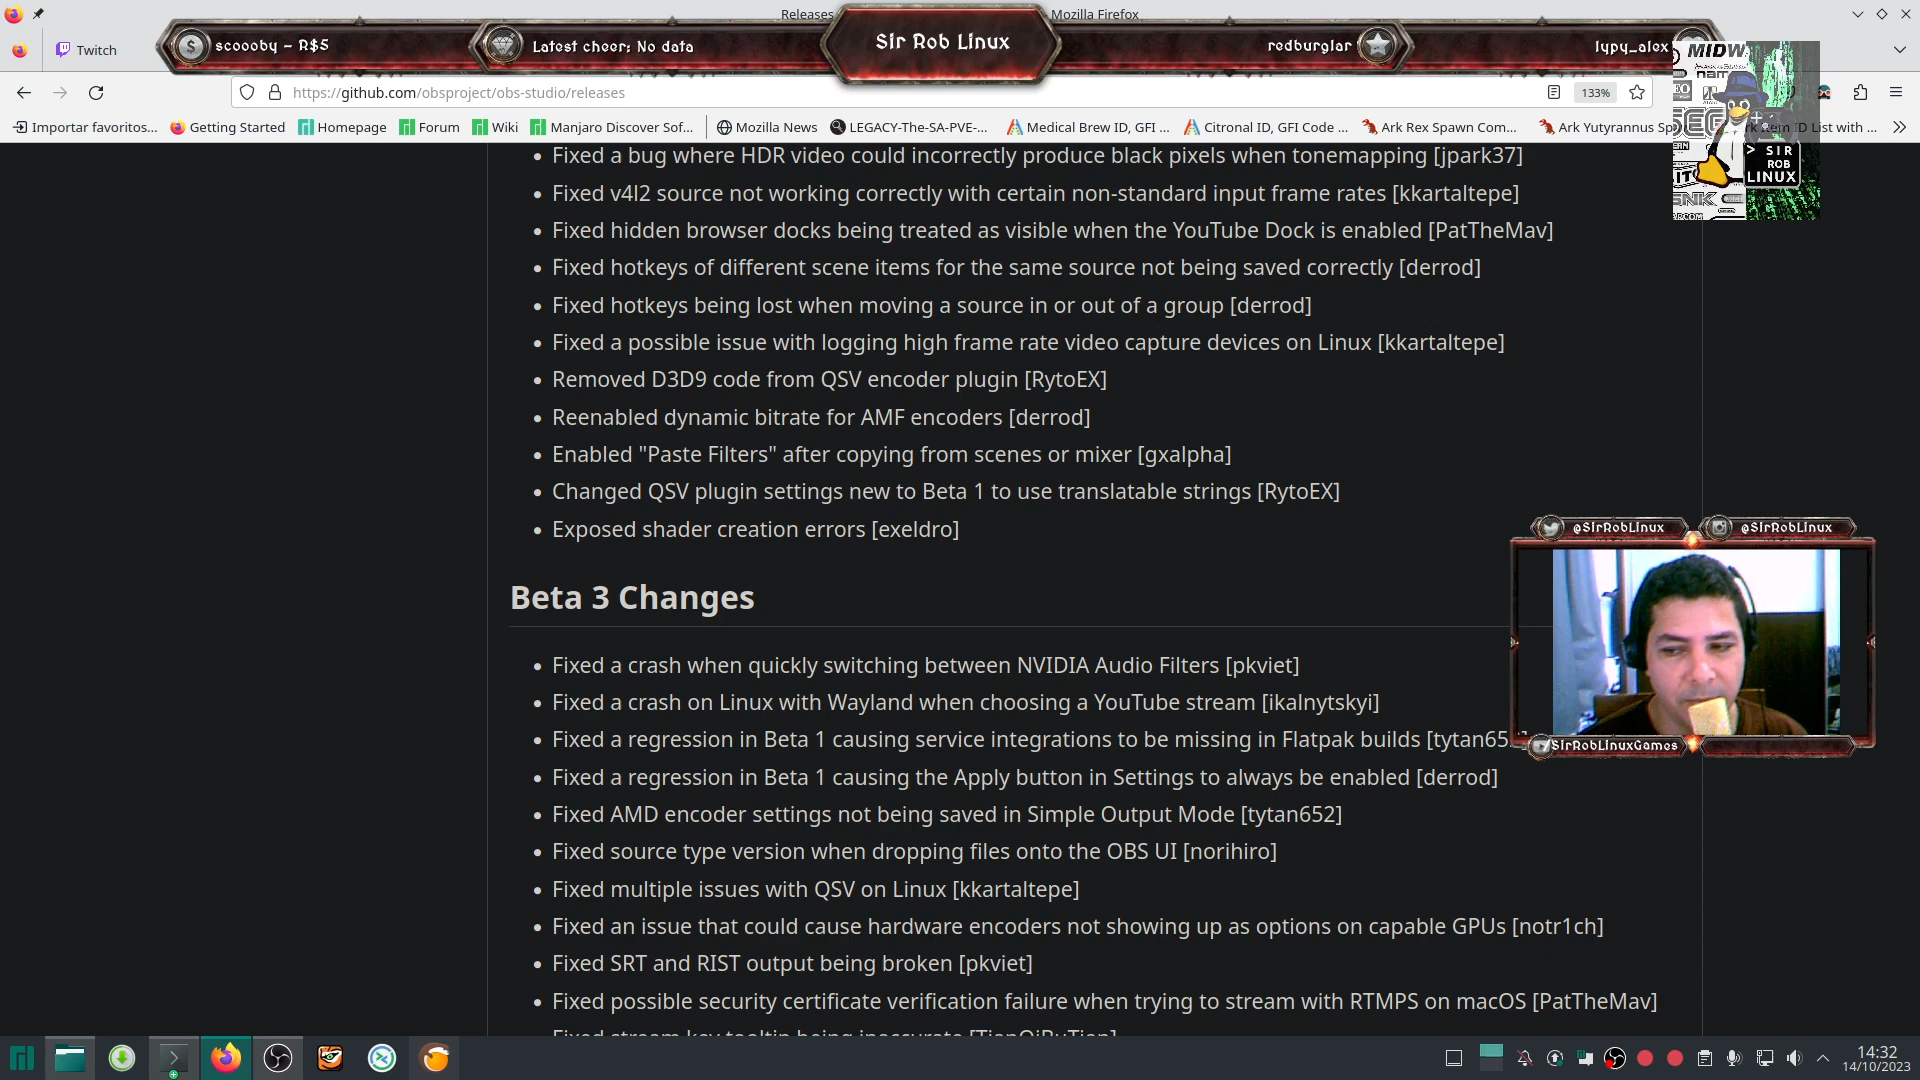 Releases
Mozilla Firefox
Twitch
scoooby - R$5
Latest cheer: No data
Sir Rob Linux
redburglar
lypy_alex
https://github.com/obsproject/obs-studio/releases
133%
Importar favoritos...
Getting Started
Homepage
Forum
Wiki
Manjaro Discover Sof...
Mozilla News
LEGACY-The-SA-PVE-...
Medical Brew ID, GFI ...
Citronal ID, GFI Code ...
Ark Rex Spawn Com...
Ark Yutyrannus Sp
Item ID List with ...
MIDW
SEG
> SIR
ROB
LINUX
SNK
Fixed a bug where HDR video could incorrectly produce black pixels when tonemapping [jpark37]
Fixed v4l2 source not working correctly with certain non-standard input frame rates [kkartaltepe]
Fixed hidden browser docks being treated as visible when the YouTube Dock is enabled [PatTheMav]
Fixed hotkeys of different scene items for the same source not being saved correctly [derrod]
Fixed hotkeys being lost when moving a source in or out of a group [derrod]
Fixed a possible issue with logging high frame rate video capture devices on Linux [kkartaltepe]
Removed D3D9 code from QSV encoder plugin [RytoEX]
Reenabled dynamic bitrate for AMF encoders [derrod]
Enabled "Paste Filters" after copying from scenes or mixer [gxalpha]
Changed QSV plugin settings new to Beta 1 to use translatable strings [RytoEX]
Exposed shader creation errors [exeldro]
@SirRobLinux
@SirRobLinux
Beta 3 Changes
Fixed a crash when quickly switching between NVIDIA Audio Filters [pkviet]
Fixed a crash on Linux with Wayland when choosing a YouTube stream [ikalnytskyi]
Fixed a regression in Beta 1 causing service integrations to be missing in Flatpak builds [tytan65
SirRobLinuxGames
Fixed a regression in Beta 1 causing the Apply button in Settings to always be enabled [derrod]
Fixed AMD encoder settings not being saved in Simple Output Mode [tytan652]
Fixed source type version when dropping files onto the OBS UI [norihiro]
Fixed multiple issues with QSV on Linux [kkartaltepe]
Fixed an issue that could cause hardware encoders not showing up as options on capable GPUs [notr1ch]
Fixed SRT and RIST output being broken [pkviet]
Fixed possible security certificate verification failure when trying to stream with RTMPS on macOS [PatTheMav]
Fixed stream key tooltip being inaccurate [TianQiBuTian]
14:32
14/10/2023